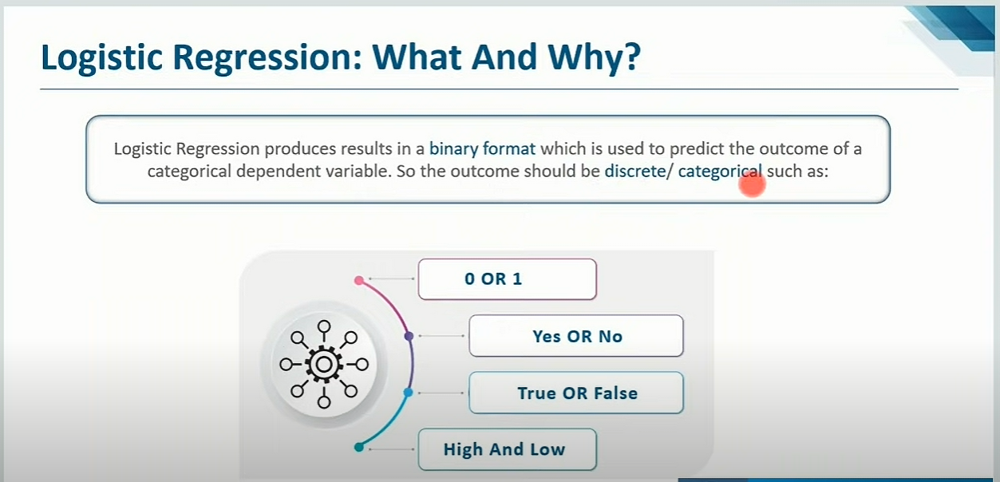 Logistic Regression: What And Why?
Logistic Regression produces results in a binary format which is used to predict the outcome of a
categorical dependent variable. So the outcome should be discrete/ categorical such as:
0 OR 1
Yes OR No
True OR False
High And Low